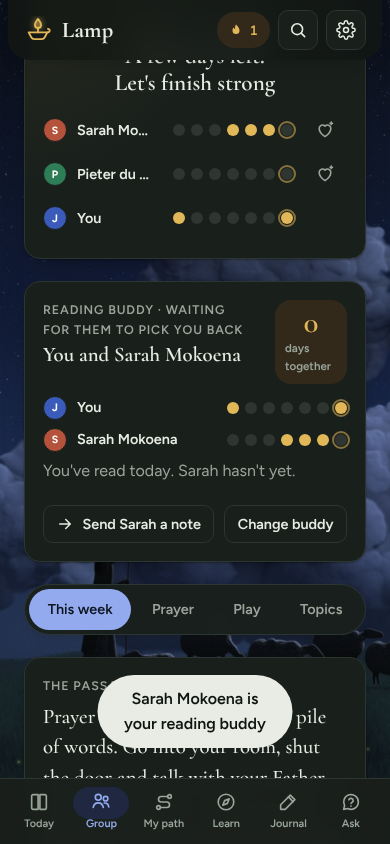 Lamp
1
A few days left.
Let's finish strong
S Sarah Mo...
P Pieter du ...
J You
READING BUDDY · WAITING
FOR THEM TO PICK YOU BACK
You and Sarah Mokoena
0
days
together
J You
S Sarah Mokoena
You've read today. Sarah hasn't yet.
Send Sarah a note
Change buddy
This week
Prayer
Play
Topics
THE PASS
Sarah Mokoena is
your reading buddy
Prayer
pile
of words. Go into your room, shut
the door and talk with your Father
Today
Group
My path
Learn
Journal
Ask